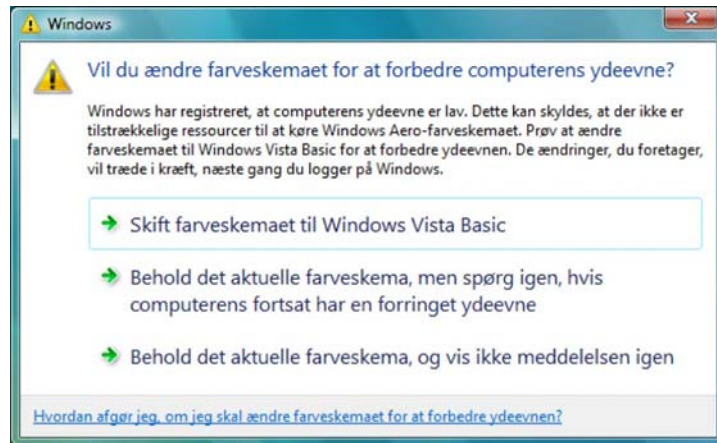 Windows
Vil du ændre farveskemaet for at forbedre computerens ydeevne?
Windows har registreret, at computerens ydeevne er lav. Dette kan skyldes, at der ikke er
tilstrækkelige ressourcer til at køre Windows Aero-farveskemaet. Prøv at ændre
farveskemaet til Windows Vista Basic for at forbedre ydeevnen. De ændringer, du foretager,
vil træde i kræft, næste gang du logger på Windows.
Skift farveskemaet til Windows Vista Basic
Behold det aktuelle farveskema, men spørg igen, hvis
computerens fortsat har en forringet ydeevne
Behold det aktuelle farveskema, og vis ikke meddelelsen igen
Hvordan afgør jeg, om jeg skal ændre farveskemaet for at forbedre ydeevnen?